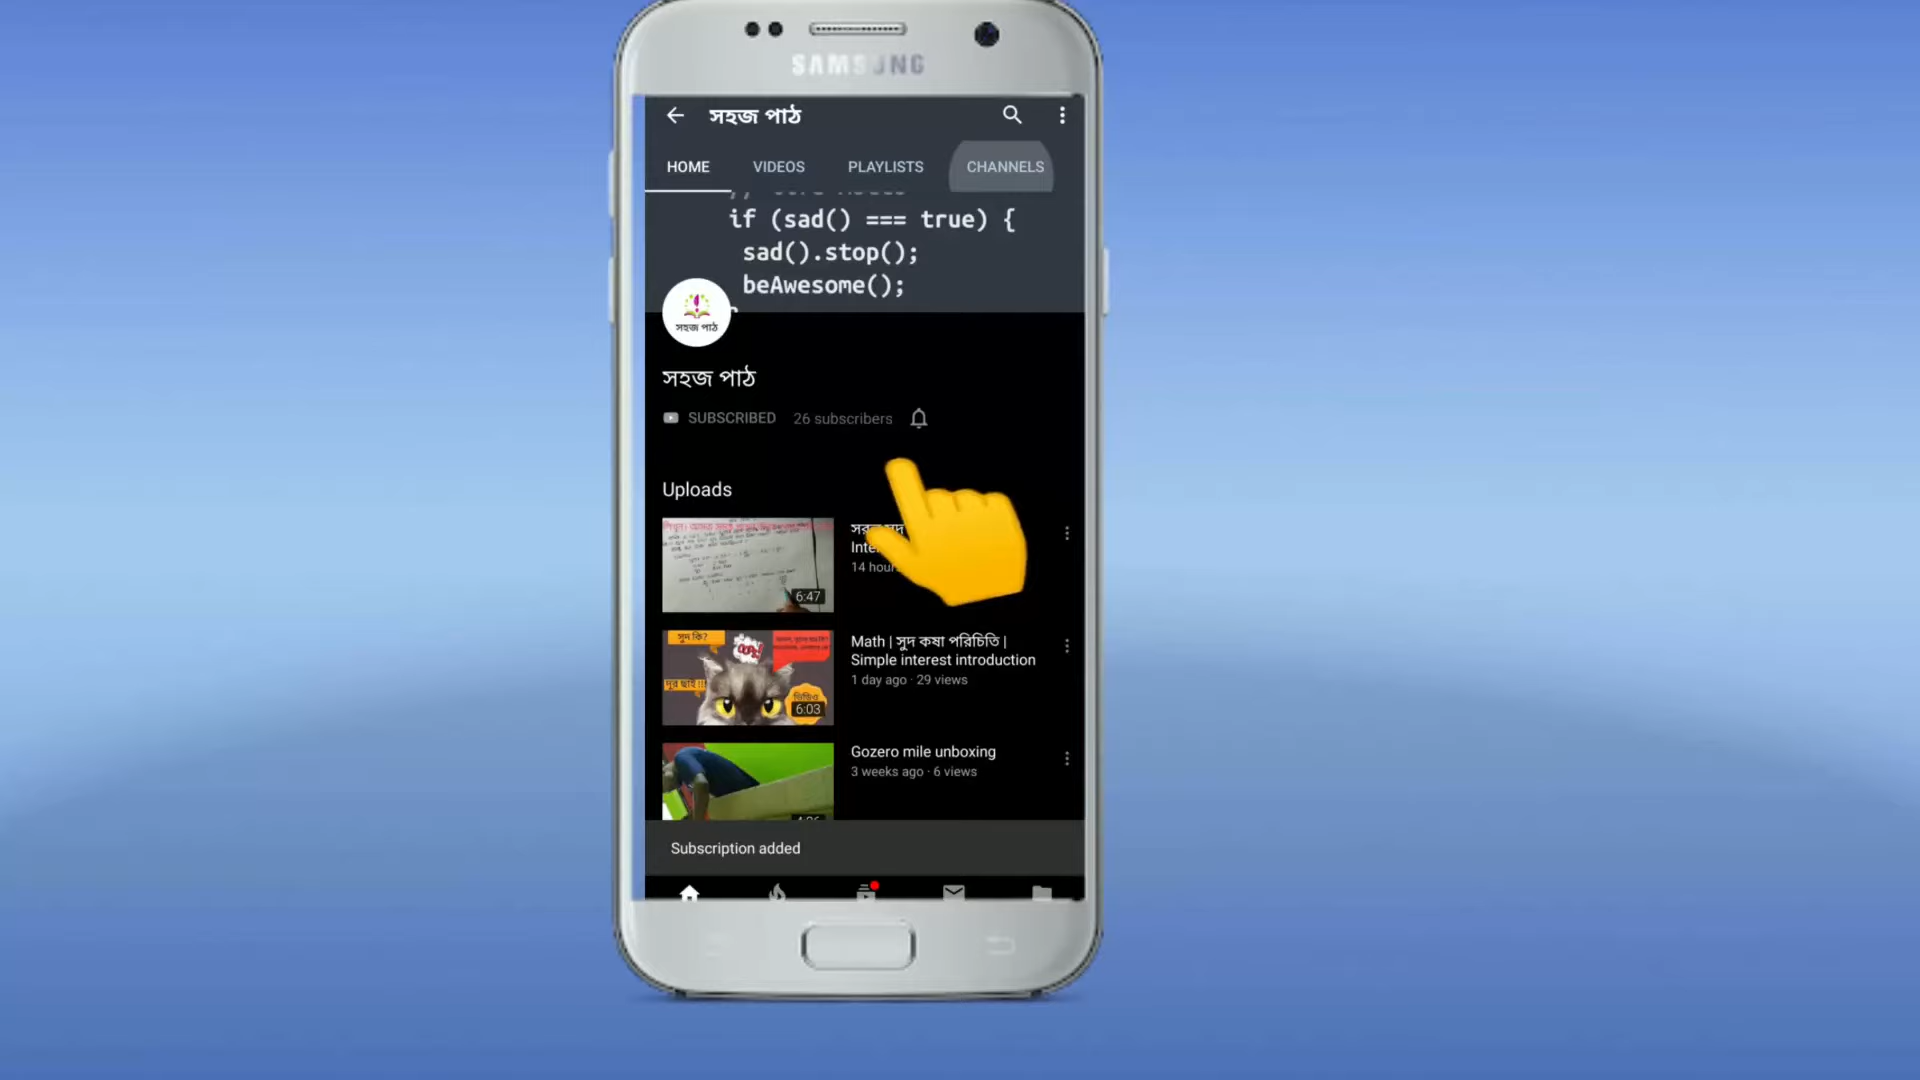 SAMSUNG
সহজ পাঠ
HOME
VIDEOS
PLAYLISTS
CHANNELS
if (sad() === true) {
sad().stop();
beAwesome();
সহজ পাঠ
সহজ পাঠ
SUBSCRIBED
26 subscribers
Uploads
6:47
14
সুদ কি?
6:03
Math | সুদ কষা পরিচিতি |
Simple interest introduction
1 day ago · 29 views
Gozero mile unboxing
3 weeks ago · 6 views
Subscription added